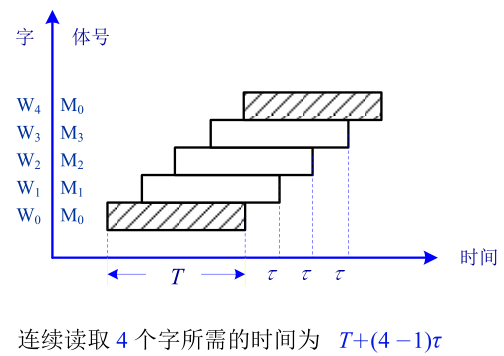 字 体号
W₄ M₀
W₃ M₃
W₂ M₂
W₁ M₁
W₀ M₀
时间
T τ τ τ
连续读取 4 个字所需的时间为 T+(4 −1)τ